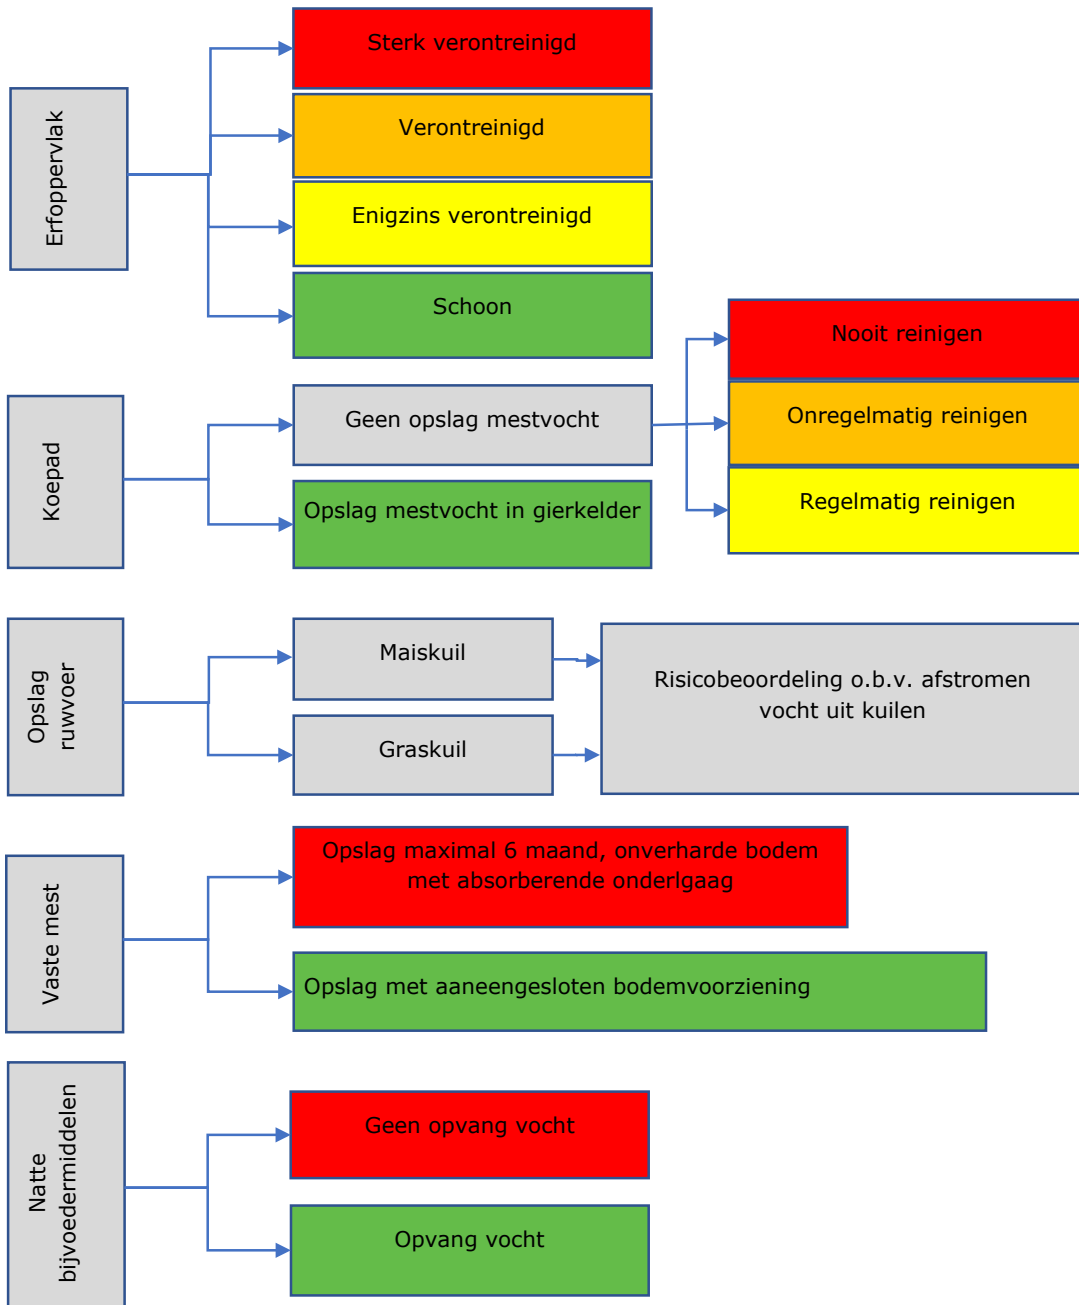 Erfoppervlak
Sterk verontreinigd
Verontreinigd
Enigzins verontreinigd
Schoon
Koepad
Geen opslag mestvocht
Opslag mestvocht in gierkelder
Nooit reinigen
Onregelmatig reinigen
Regelmatig reinigen
Opslag
ruwvoer
Maiskuil
Graskuil
Risicobeoordeling o.b.v. afstromen
vocht uit kuilen
Vaste mest
Opslag maximal 6 maand, onverharde bodem
met absorberende onderlgaag
Opslag met aaneengesloten bodemvoorziening
Natte
bijvoedermiddelen
Geen opvang vocht
Opvang vocht